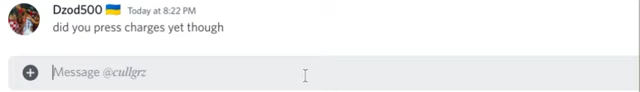 Dzod500 🇺🇦 Today at 8:22 PM
did you press charges yet though
Message @cullgrz